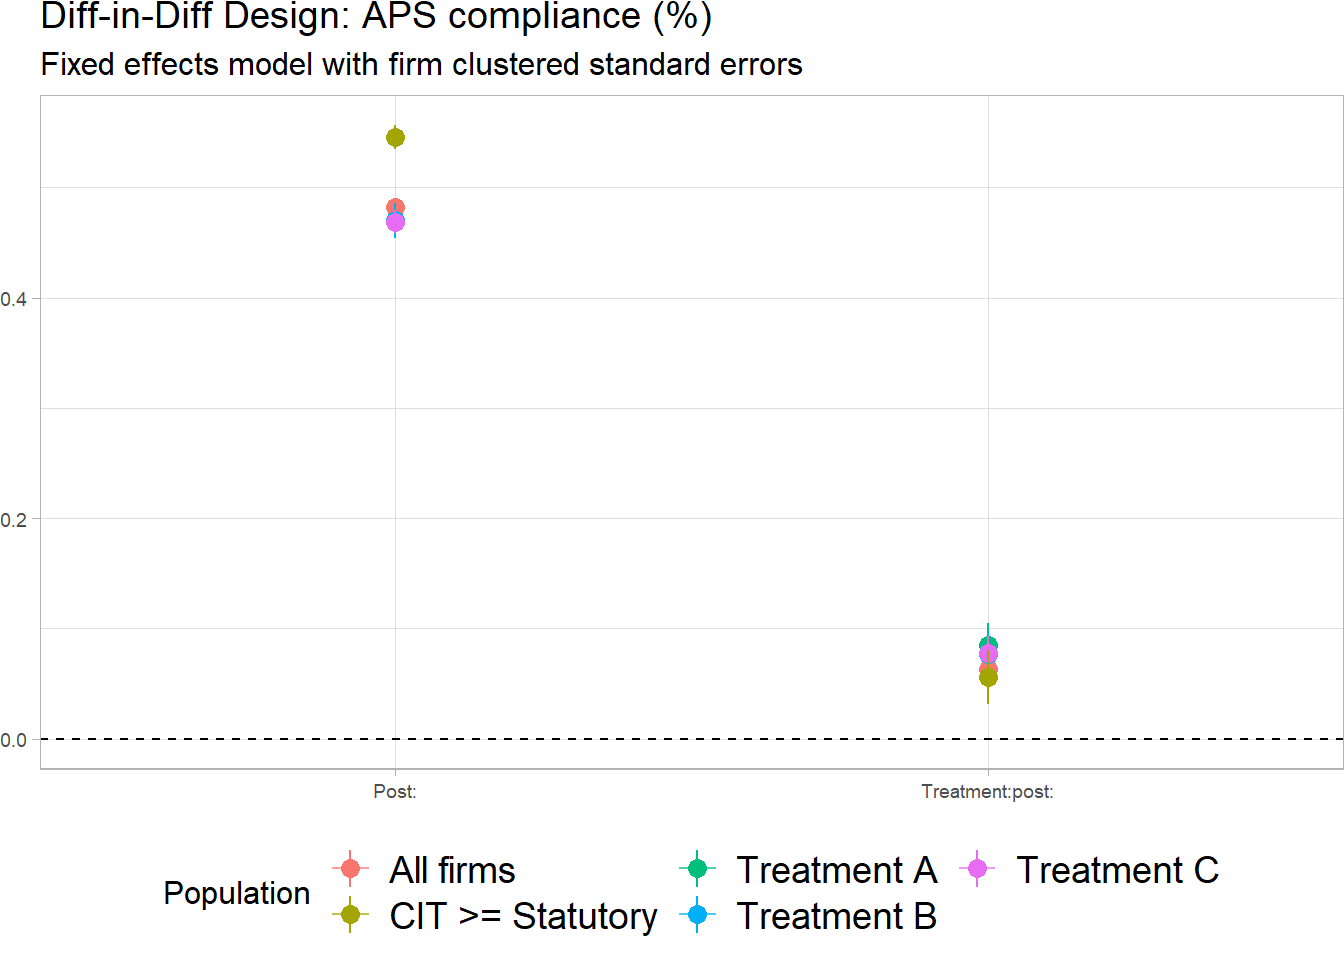 Diff-in-Diff Design: APS compliance (%)
Fixed effects model with firm clustered standard errors
0.4
0.2
0.0
Post:
Treatment:post:
Population
All firms
Treatment A
Treatment C
CIT >= Statutory
Treatment B